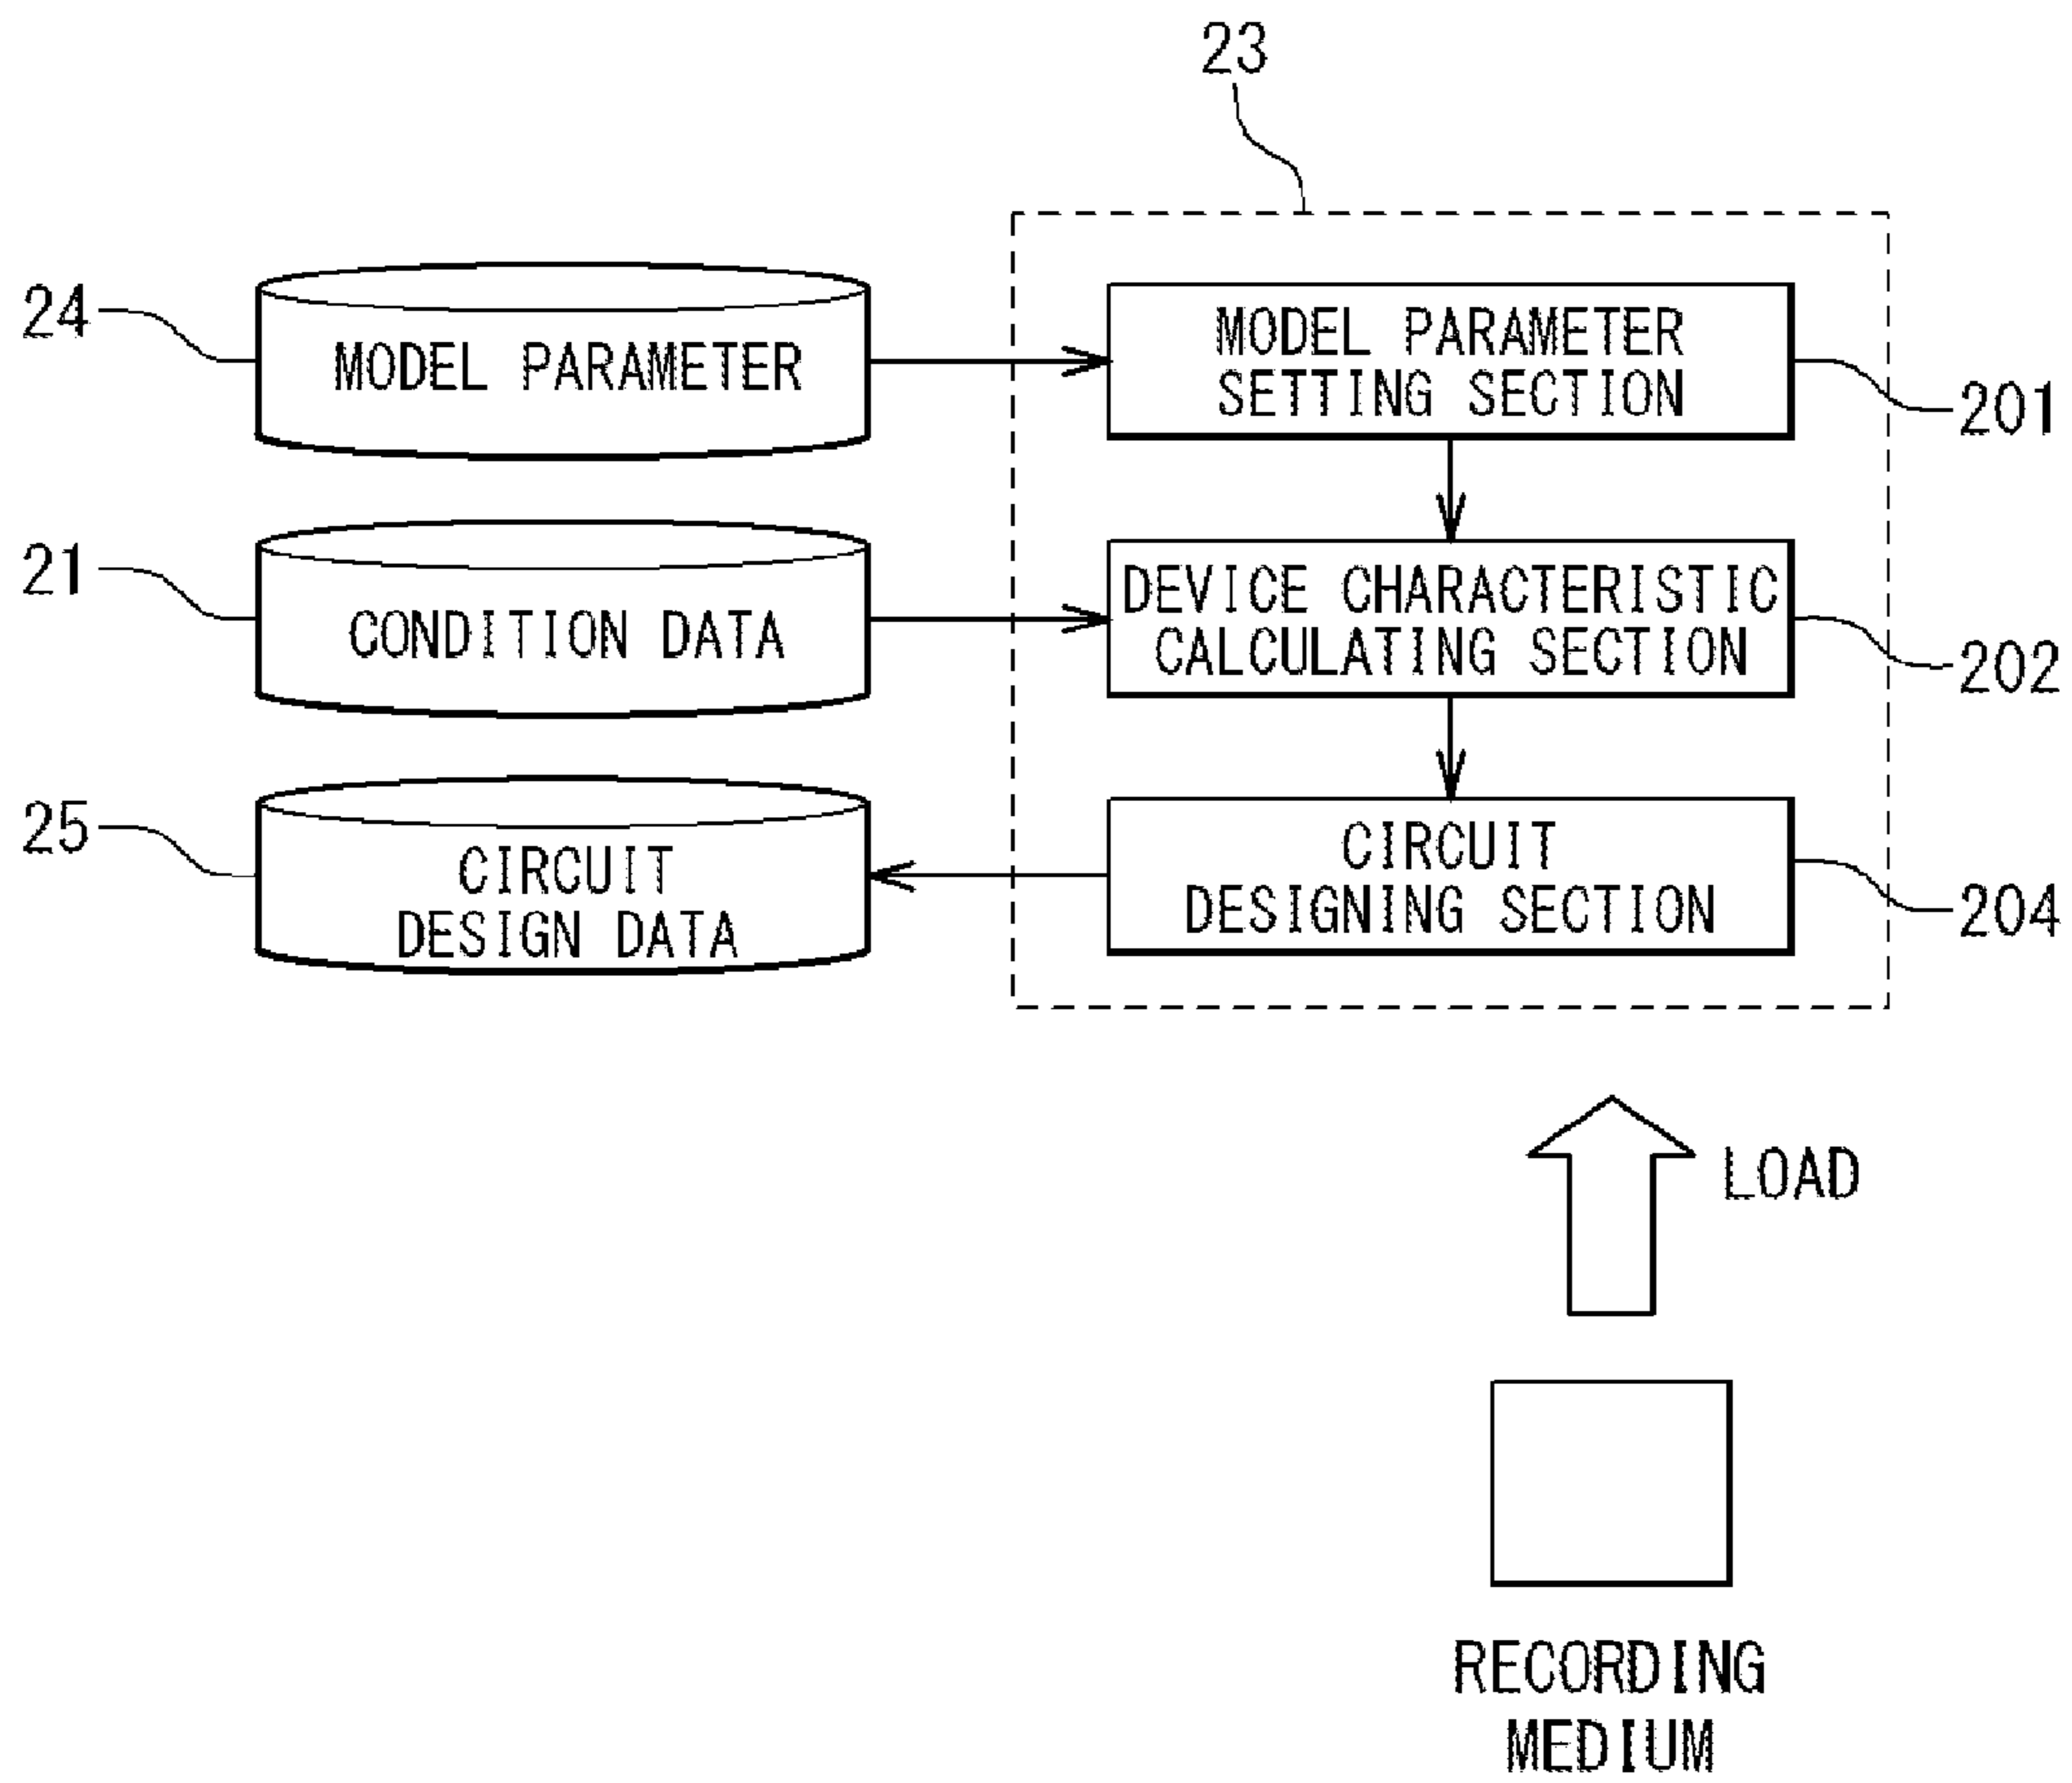 23
24
MODEL PARAMETER
MODEL PARAMETER
SETTING SECTION
201
21
CONDITION DATA
DEVICE CHARACTERISTIC
CALCULATING SECTION
202
25
CIRCUIT
DESIGN DATA
CIRCUIT
DESIGNING SECTION
204
LOAD
RECORDING
MEDIUM